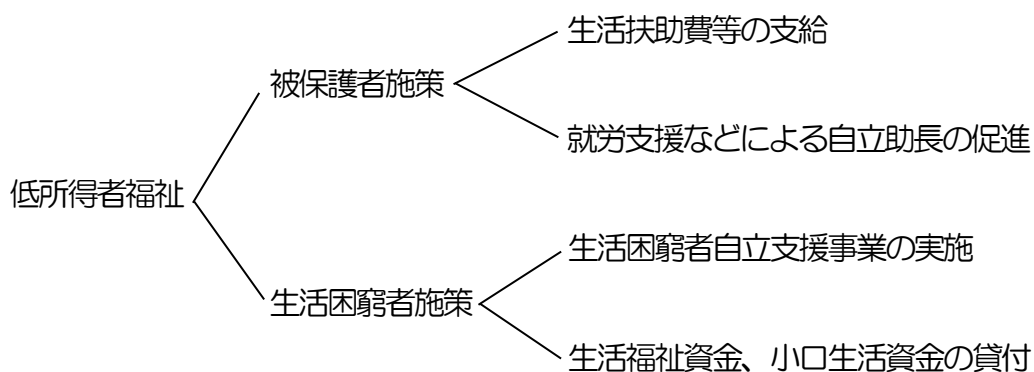 低所得者福祉
被保護者施策
生活扶助費等の支給
就労支援などによる自立助長の促進
生活困窮者施策
生活困窮者自立支援事業の実施
生活福祉資金、小口生活資金の貸付